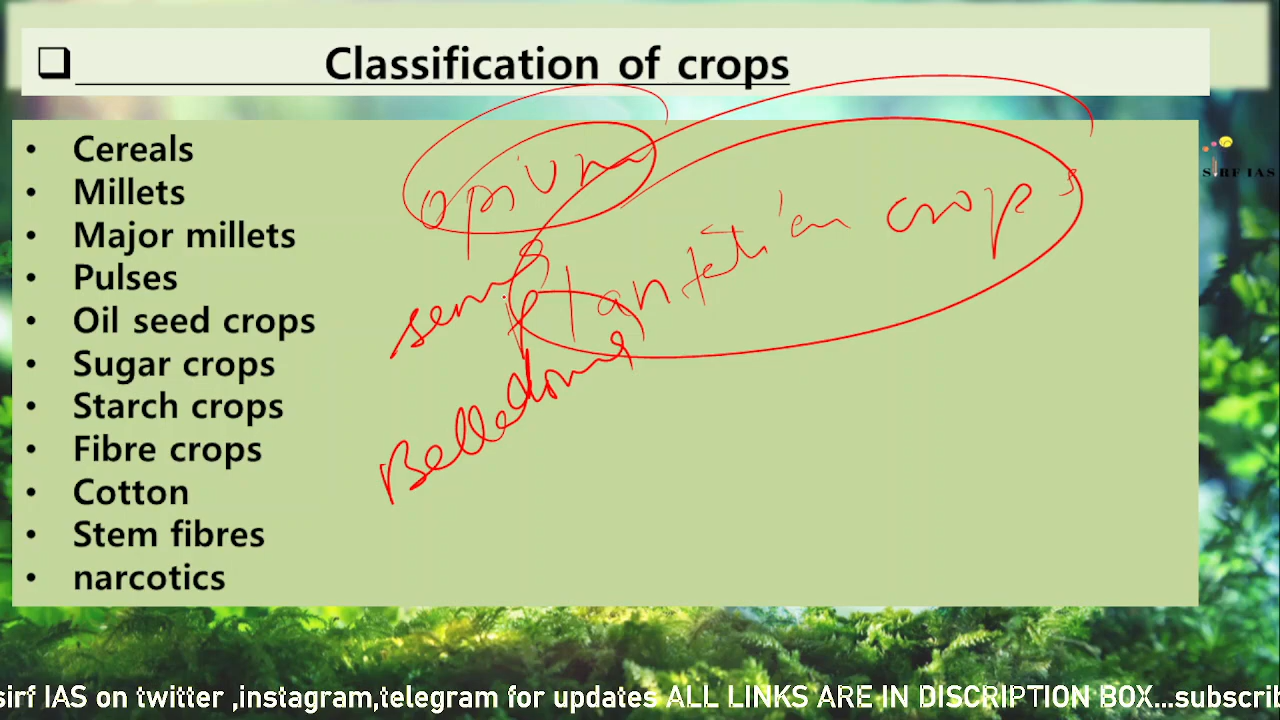 Classification of crops
Cereals
Millets
Major millets
Pulses
Oil seed crops
Sugar crops
Starch crops
Fibre crops
Cotton
Stem fibres
narcotics
opium
Plantation crops
SIRF IAS
sirf IAS on twitter ,instagram,telegram for updates ALL LINKS ARE IN DISCRIPTION BOX...subscrib